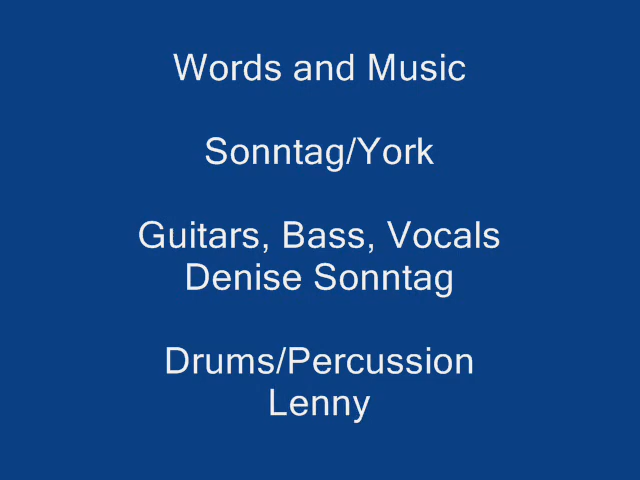 Words and Music
Sonntag/York
Guitars, Bass, Vocals
Denise Sonntag
Drums/Percussion
Lenny